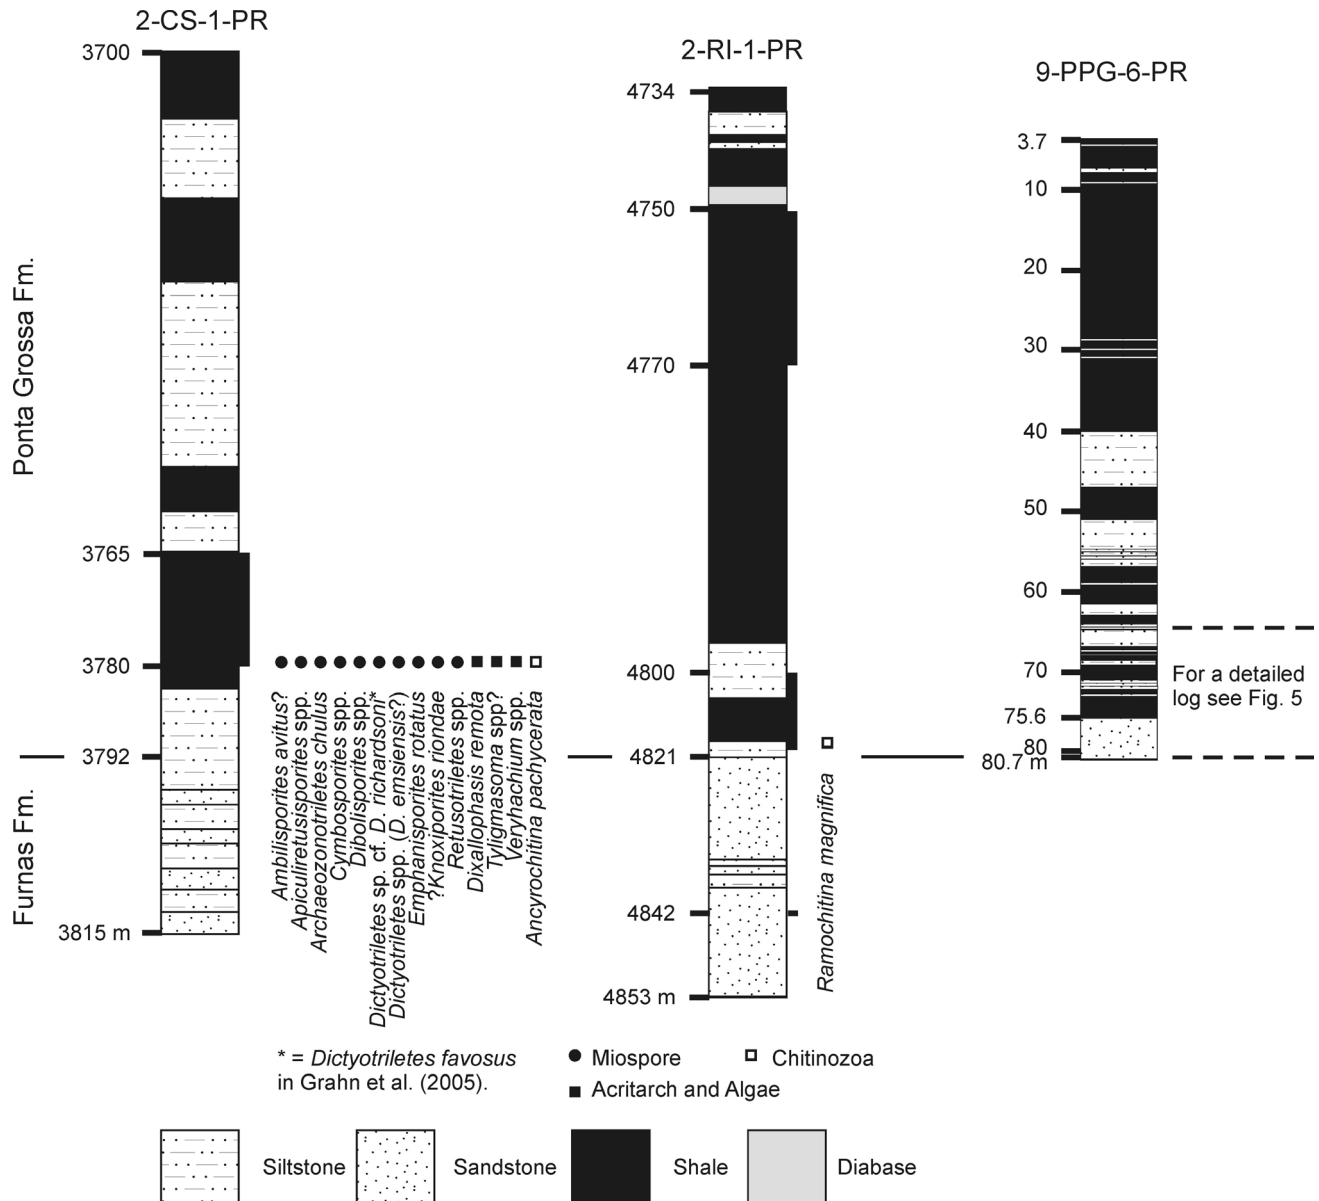 2-CS-1-PR
2-RI-1-PR
9-PPG-6-PR
Ponta Grossa Fm.
Furnas Fm.
3700
3765
3780
3792
3815 m
Ambilisporites avitus?
Apiculiretusisporites spp.
Archaeozonotriletes chulus
Cymbosporites spp.
Dibolisporites spp.
Dictyotriletes sp. cf. D. richardsoni*
Dictyotriletes spp. (D. emsiensis?)
Emphanisporites rotatus
?Knoxiporites riondae
Retusotriletes spp.
Dixallophasis remota
Tyligmasoma spp?
Veryhachium spp.
Ancyrochitina pachycerata
4734
4750
4770
4800
4821
4842
4853 m
Ramochitina magnifica
3.7
10
20
30
40
50
60
70
75.6
80
80.7 m
For a detailed
log see Fig. 5
* = Dictyotriletes favosus
in Grahn et al. (2005).
Miospore
Chitinozoa
Acritarch and Algae
Siltstone
Sandstone
Shale
Diabase